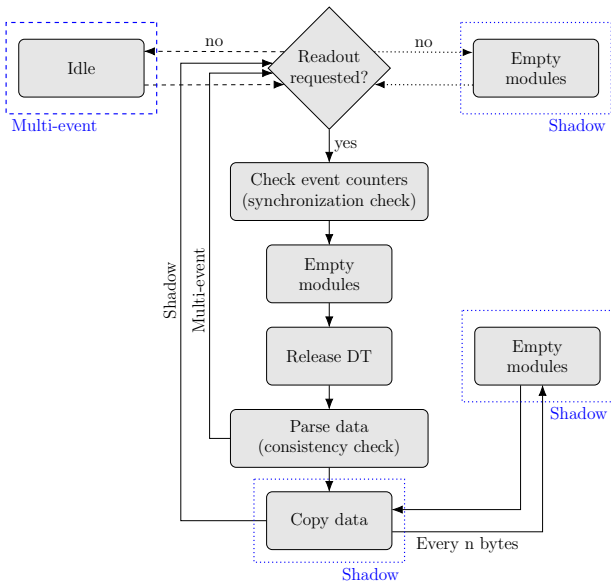 no
no
Idle
Readout
requested?
Empty
modules
Multi-event
Shadow
yes
Check event counters
(synchronization check)
Empty
modules
Shadow
Multi-event
Release DT
Empty
modules
Shadow
Parse data
(consistency check)
Copy data
Every n bytes
Shadow